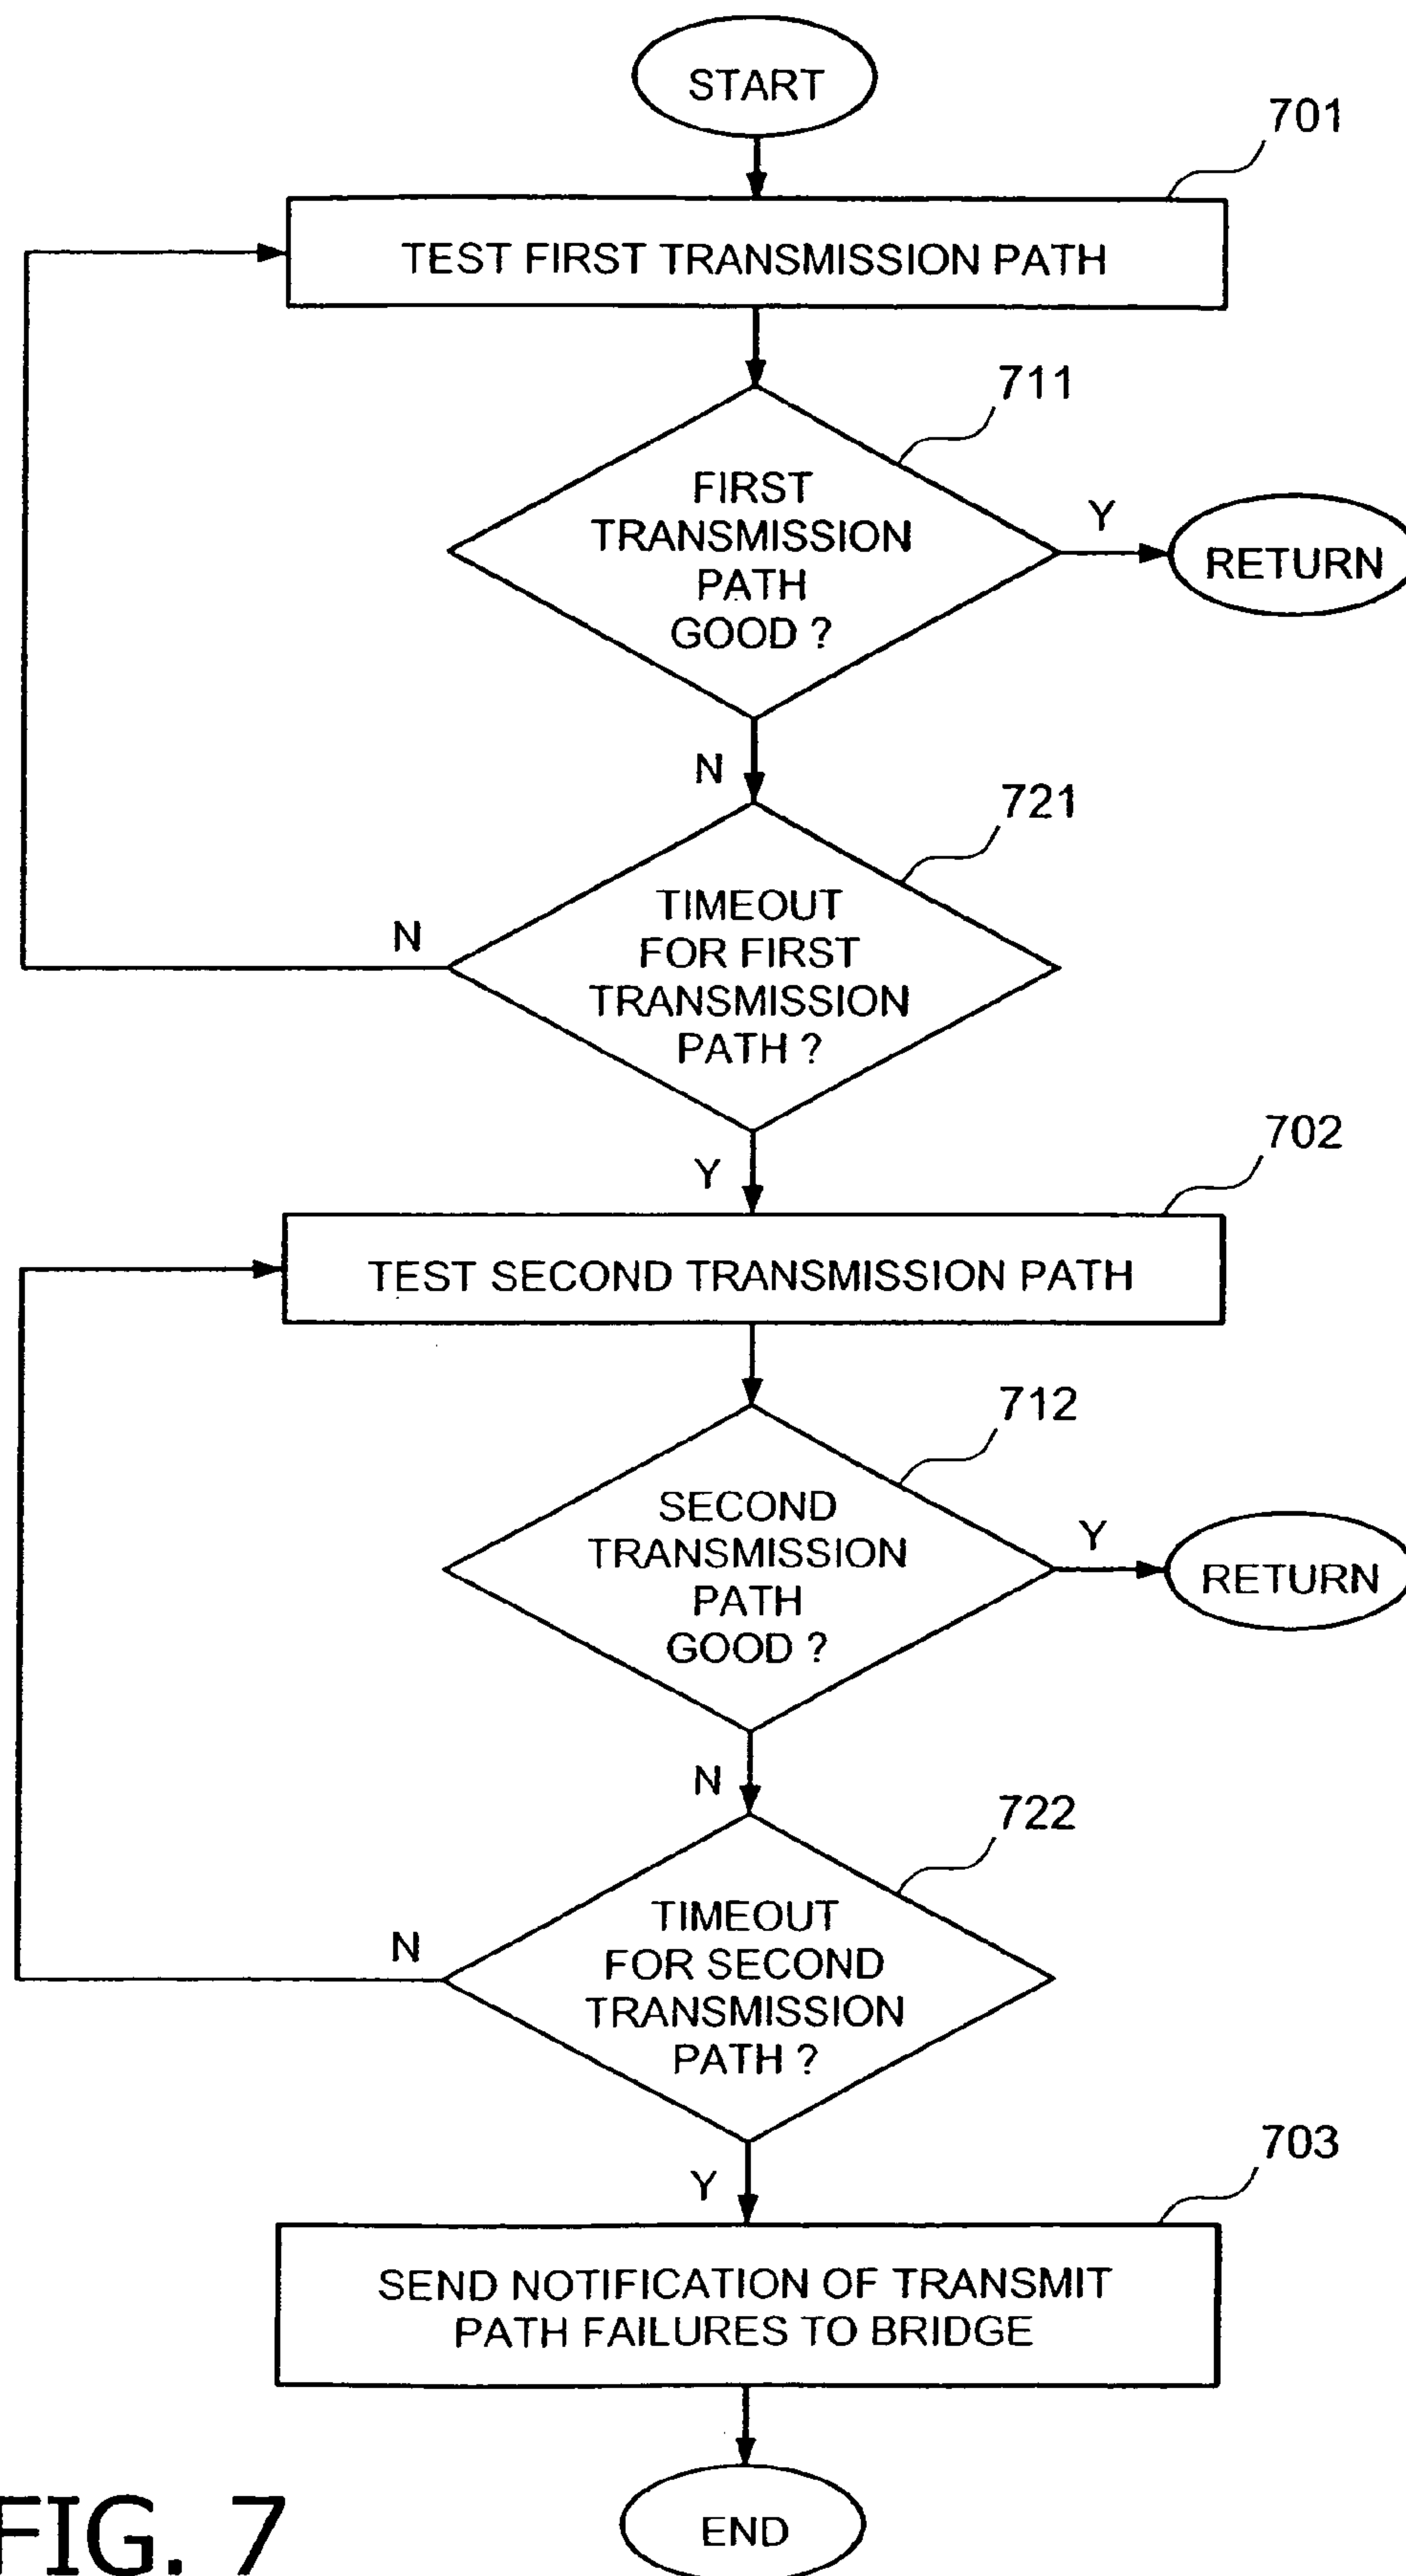 START
701
TEST FIRST TRANSMISSION PATH
711
FIRST
TRANSMISSION
PATH
GOOD ?
Y
RETURN
N
721
TIMEOUT
FOR FIRST
TRANSMISSION
PATH ?
N
Y
702
TEST SECOND TRANSMISSION PATH
712
SECOND
TRANSMISSION
PATH
GOOD ?
Y
RETURN
N
722
TIMEOUT
FOR SECOND
TRANSMISSION
PATH ?
N
Y
703
SEND NOTIFICATION OF TRANSMIT
PATH FAILURES TO BRIDGE
END
FIG. 7